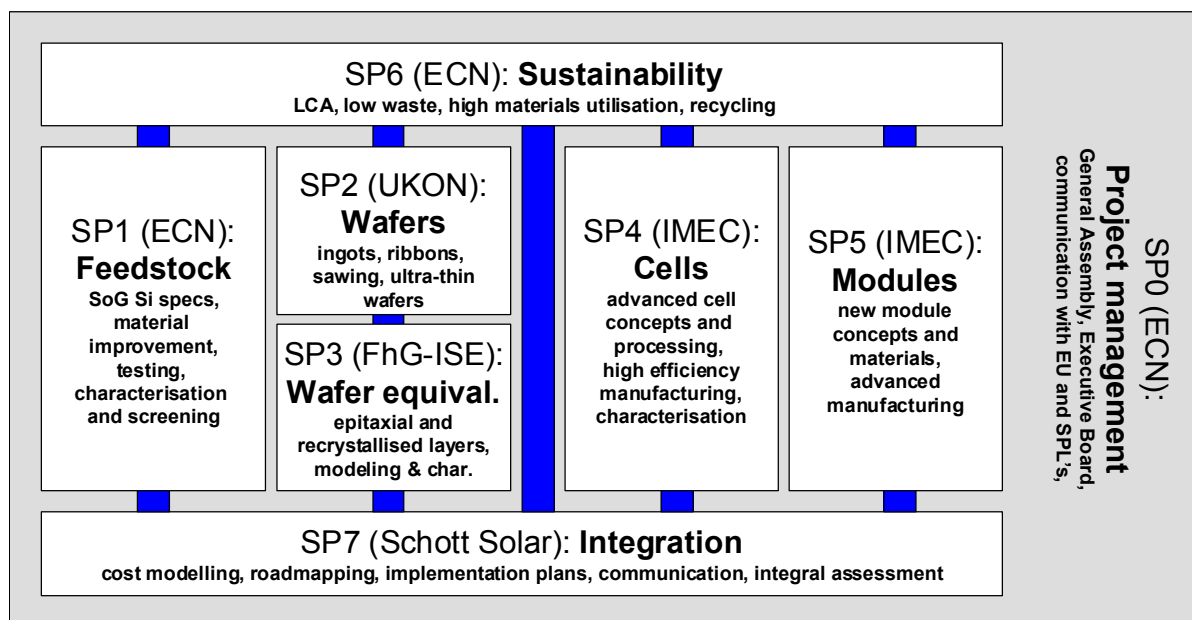 SP6 (ECN): Sustainability
LCA, low waste, high materials utilisation, recycling
SP1 (ECN):
Feedstock
SoG Si specs,
material
improvement,
testing,
characterisation
and screening
SP2 (UKON):
Wafers
ingots, ribbons,
sawing, ultra-thin
wafers
SP3 (FhG-ISE):
Wafer equival.
epitaxial and
recrystallised layers,
modeling & char.
SP4 (IMEC):
Cells
advanced cell
concepts and
processing,
high efficiency
manufacturing,
characterisation
SP5 (IMEC):
Modules
new module
concepts and
materials,
advanced
manufacturing
SP7 (Schott Solar): Integration
cost modelling, roadmapping, implementation plans, communication, integral assessment
SP0 (ECN):
Project management
General Assembly, Executive Board,
communication with EU and SPL's,